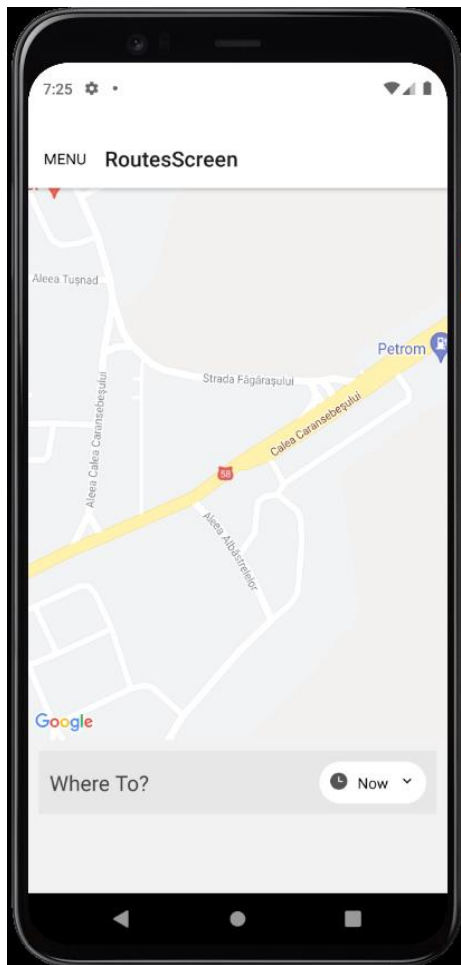 7:25
MENU RoutesScreen
Aleea Tușnad
Petrom
Strada Făgărașului
Aleea Calea Caransebeșului
Calea Caransebeșului
58
Aleea Albăstrelelor
Google
Where To?
Now